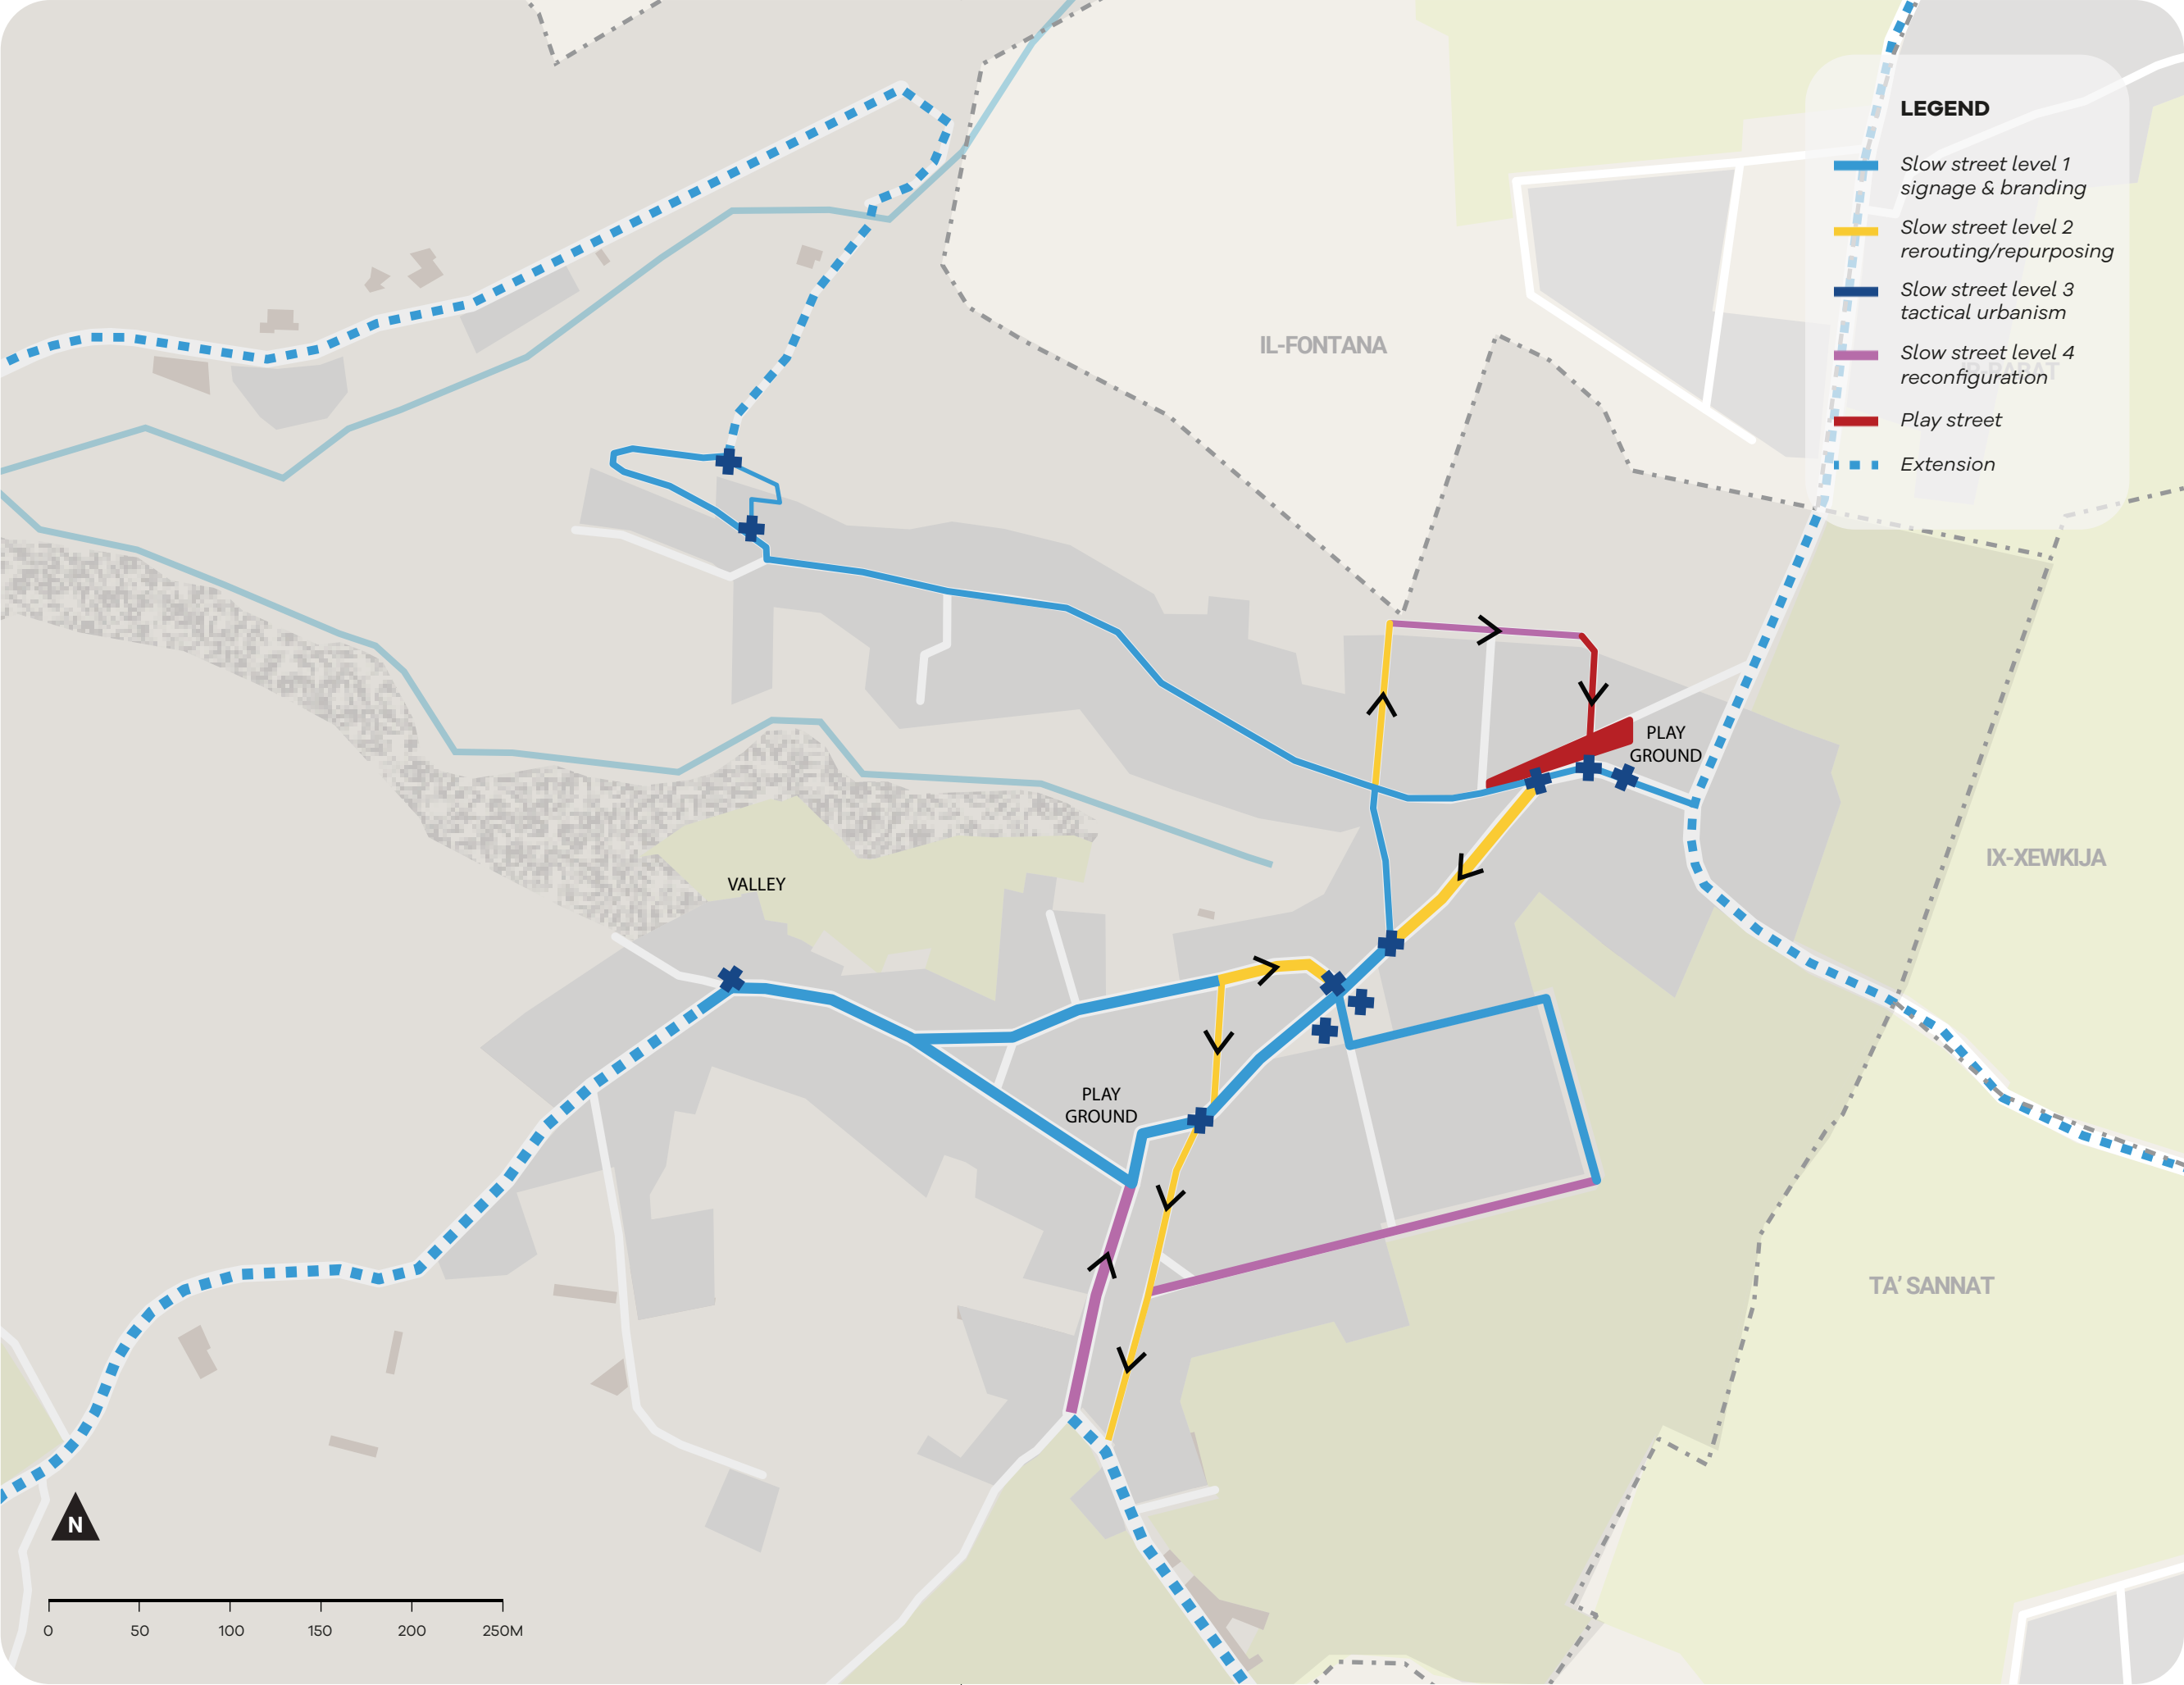 LEGEND
Slow street level 1
signage & branding
Slow street level 2
rerouting/repurposing
Slow street level 3
tactical urbanism
Slow street level 4
reconfiguration
Play street
Extension
IL-FONTANA
PLAY
GROUND
IX-XEWKIJA
VALLEY
PLAY
GROUND
TA' SANNAT
N
0 50 100 150 200 250M